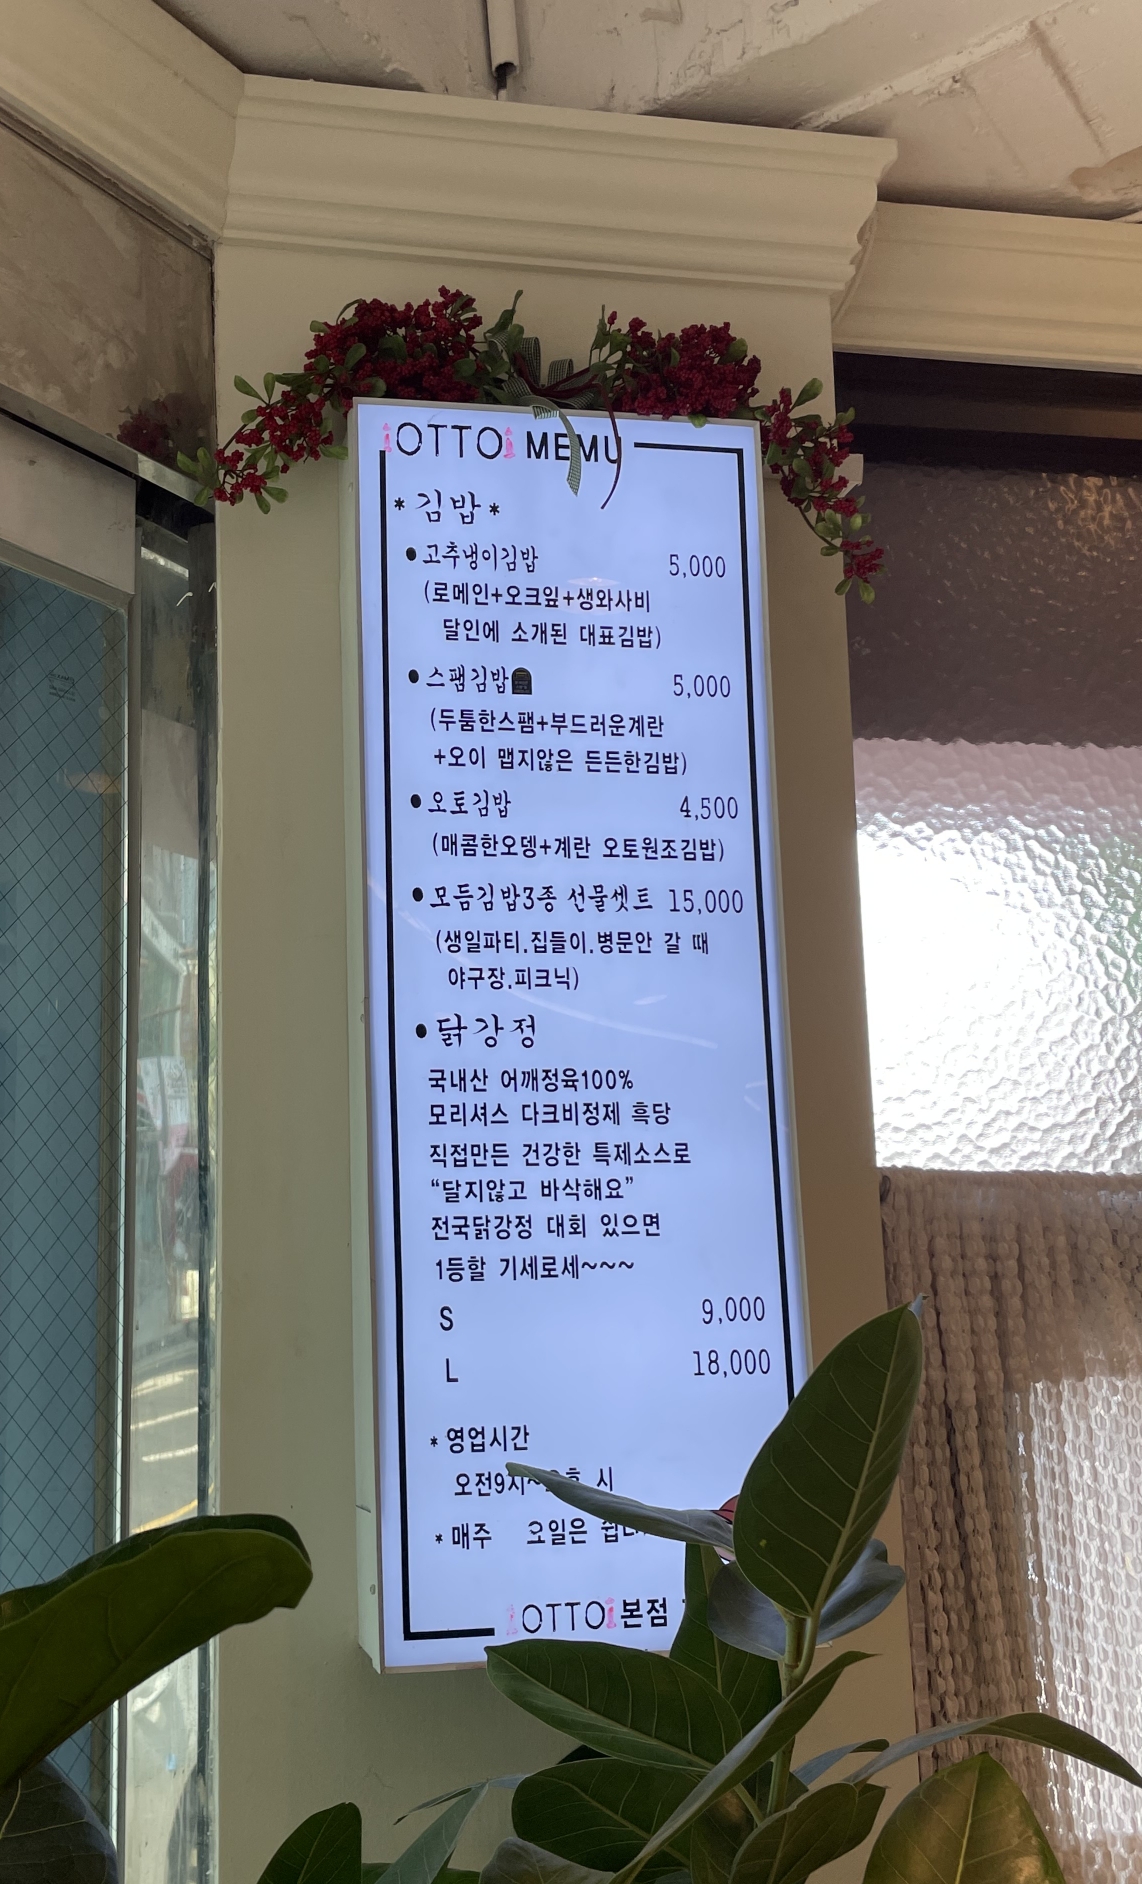 OTTO MEMU
*김밥*
●고추냉이김밥 5,000
(로메인+오크잎+생와사비
달인에 소개된 대표김밥)
●스팸김밥 5,000
(두툼한스팸+부드러운계란
+오이 맵지않은 든든한김밥)
●오토김밥 4,500
(매콤한오뎅+계란 오토원조김밥)
●모듬김밥3종 선물셋트 15,000
(생일파티.집들이.병문안 갈 때
야구장.피크닉)
●닭강정
국내산 어깨정육100%
모리셔스 다크비정제 흑당
직접만든 건강한 특제소스로
“달지않고 바삭해요”
전국닭강정 대회 있으면
1등할 기세로세~~~
S 9,000
L 18,000
*영업시간
오전9시~ 시
*매주 요일은
OTTO본점